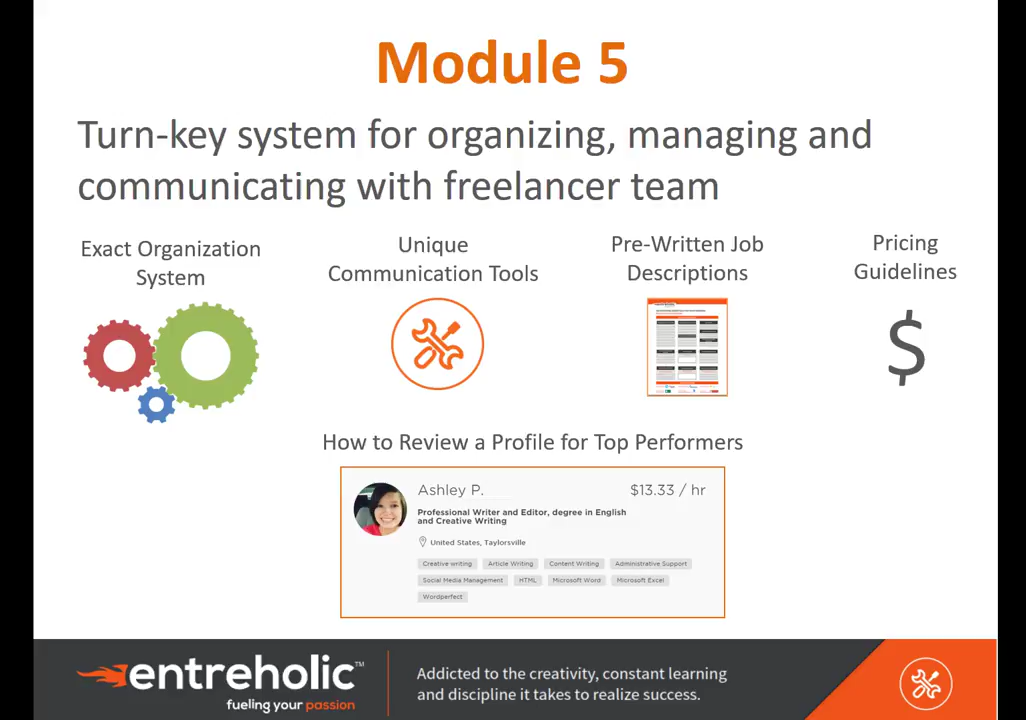 Module 5
Turn-key system for organizing, managing and
communicating with freelancer team
Exact Organization
System
Unique
Communication Tools
Pre-Written Job
Descriptions
Pricing
Guidelines
$
How to Review a Profile for Top Performers
Ashley P.
$13.33 / hr
Professional Writer and Editor, degree in English
and Creative Writing
United States, Taylorsville
Creative writing
Article Writing
Content Writing
Administrative Support
Social Media Management
HTML
Microsoft Word
Microsoft Excel
Wordperfect
entreholic™
fueling your passion
Addicted to the creativity, constant learning
and discipline it takes to realize success.